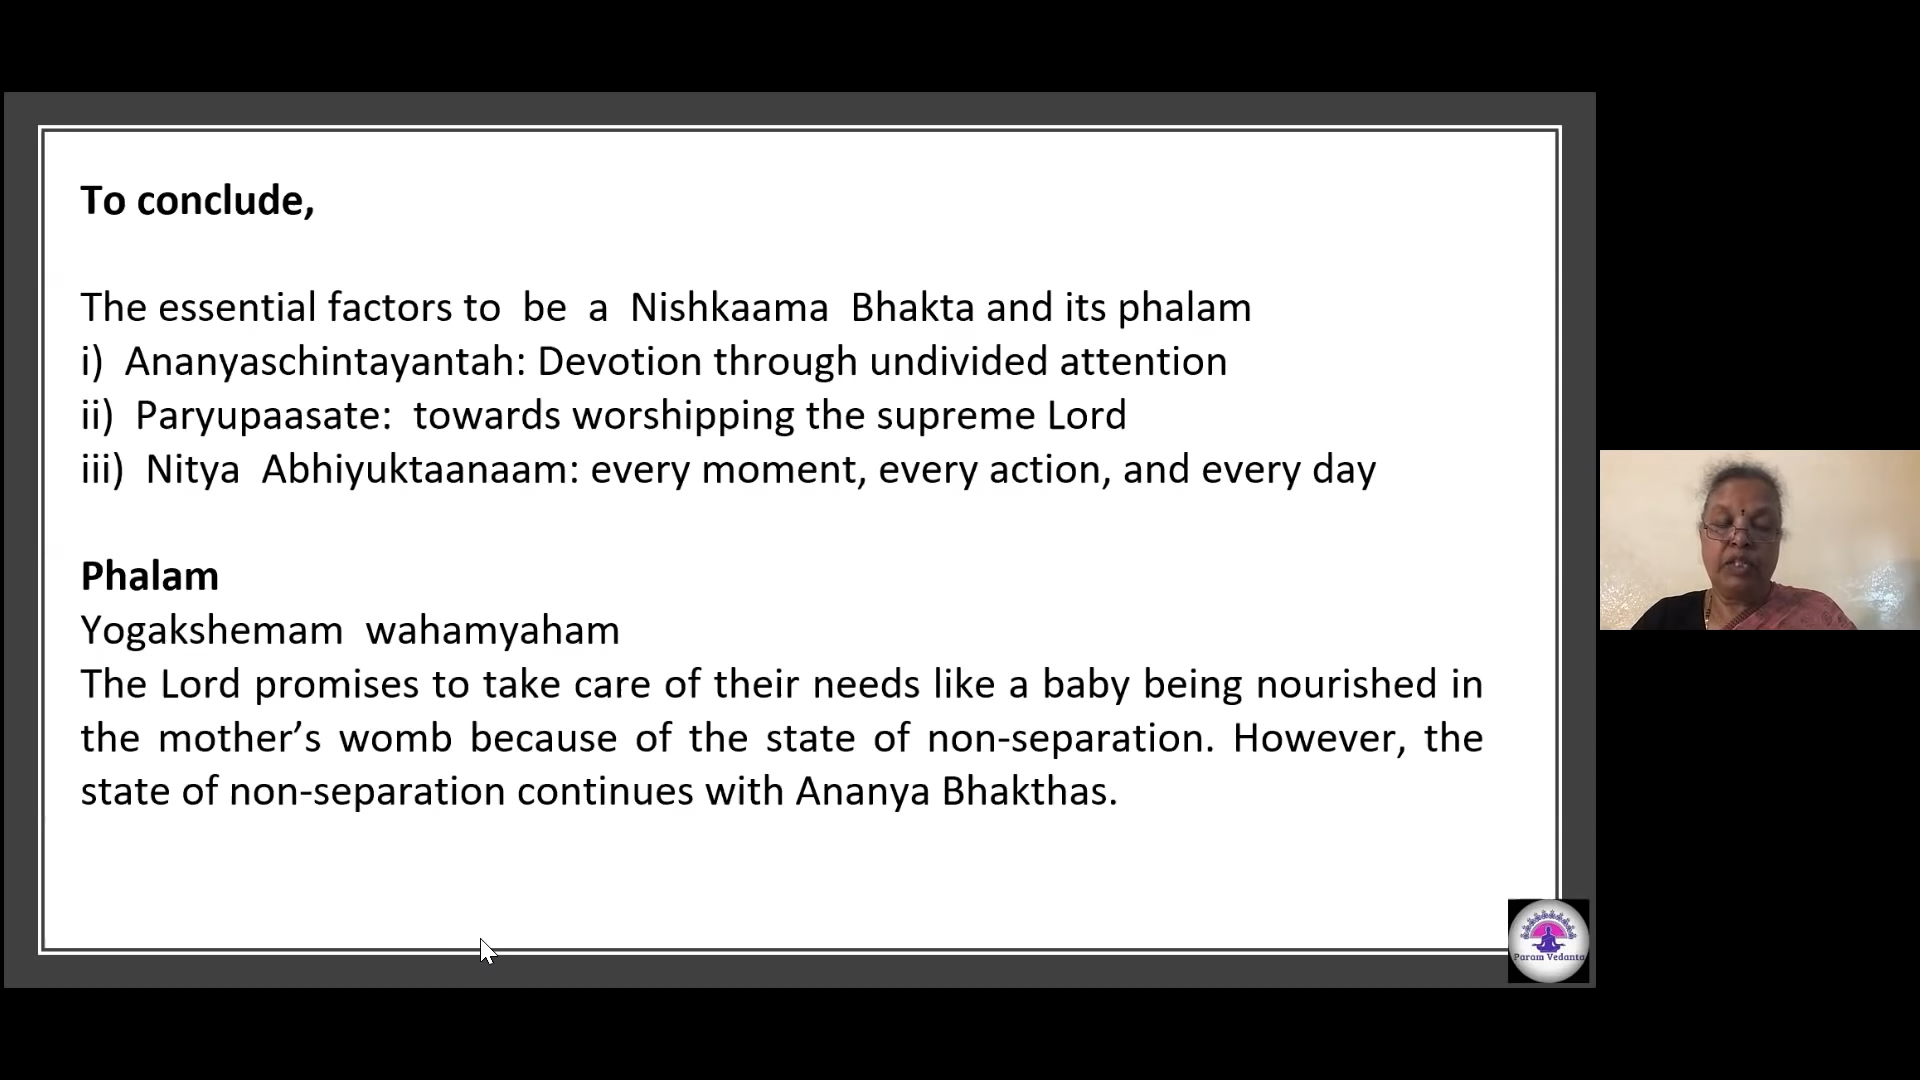 To conclude,
The essential factors to be a Nishkaama Bhakta and its phalam
i) Ananyaschintayantah: Devotion through undivided attention
ii) Paryupaasate: towards worshipping the supreme Lord
iii) Nitya Abhiyuktaanaam: every moment, every action, and every day
Phalam
Yogakshemam wahamyaham
The Lord promises to take care of their needs like a baby being nourished in
the mother’s womb because of the state of non-separation. However, the
state of non-separation continues with Ananya Bhakthas.
Param Vedanta